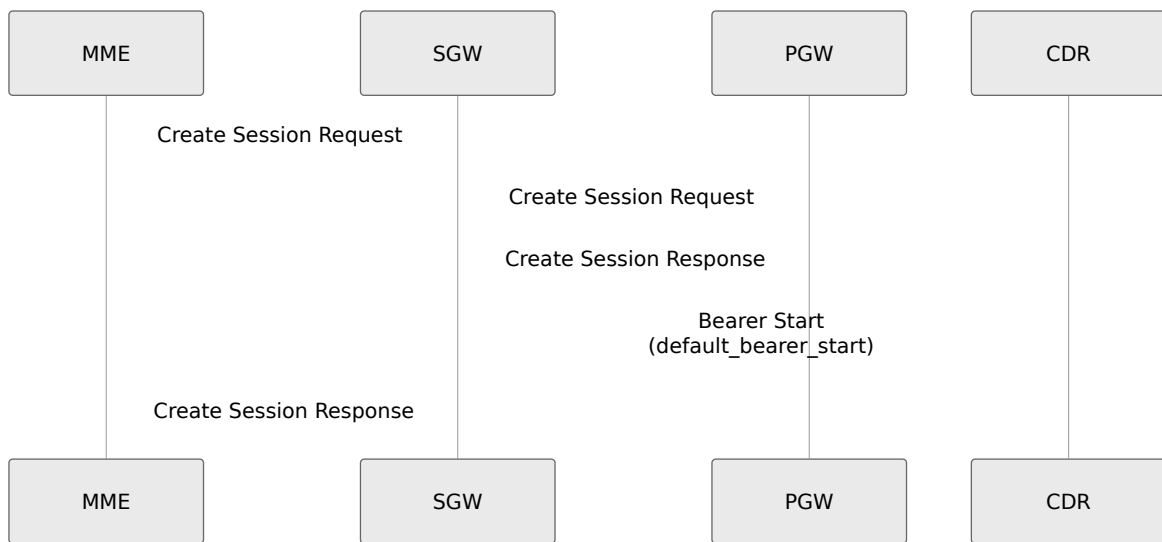 MME
SGW
PGW
CDR
Create Session Request
Create Session Request
Create Session Response
Bearer Start
(default_bearer_start)
Create Session Response
MME
SGW
PGW
CDR